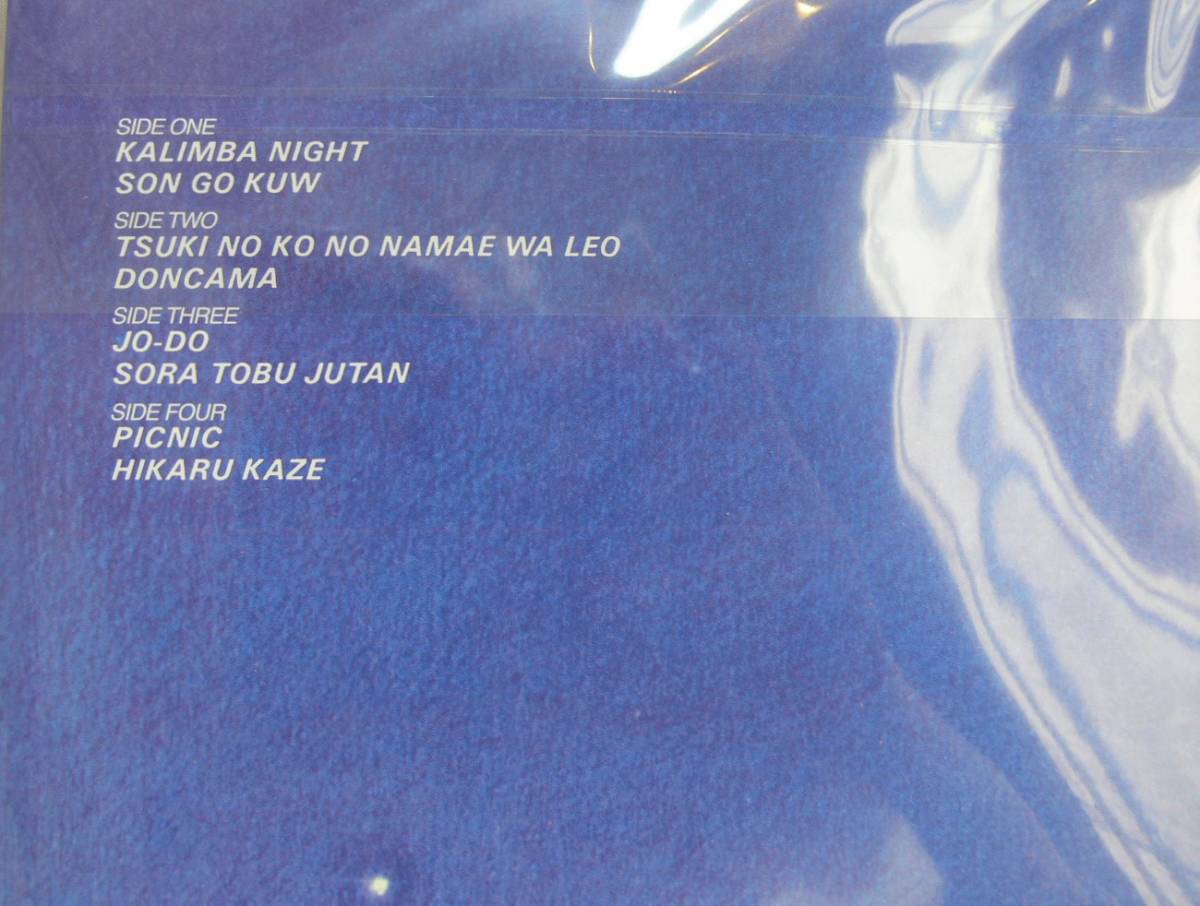 SIDE ONE
KALIMBA NIGHT
SON GO KUW
SIDE TWO
TSUKI NO KO NO NAMAE WA LEO
DONCAMA
SIDE THREE
JO-DO
SORA TOBU JUTAN
SIDE FOUR
PICNIC
HIKARU KAZE